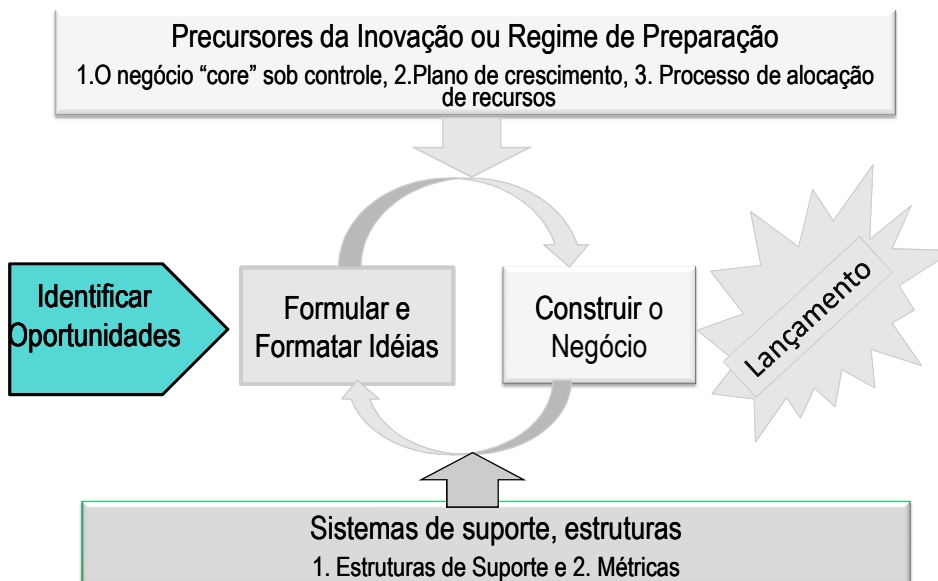 Precursores da Inovação ou Regime de Preparação
1.O negócio “core” sob controle, 2.Plano de crescimento, 3. Processo de alocação
de recursos
Identificar
Oportunidades
Formular e
Formatar Idéias
Construir o
Negócio
Lançamento
Sistemas de suporte, estruturas
1. Estruturas de Suporte e 2. Métricas